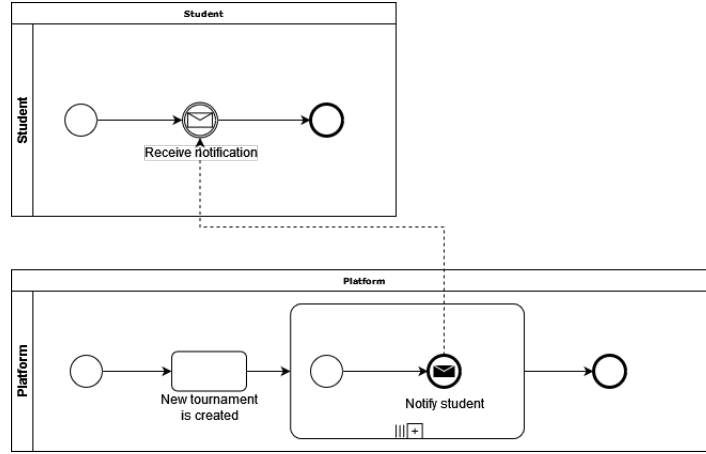 Student
Student
Receive notification
Platform
Platform
New tournament
is created
Notify student